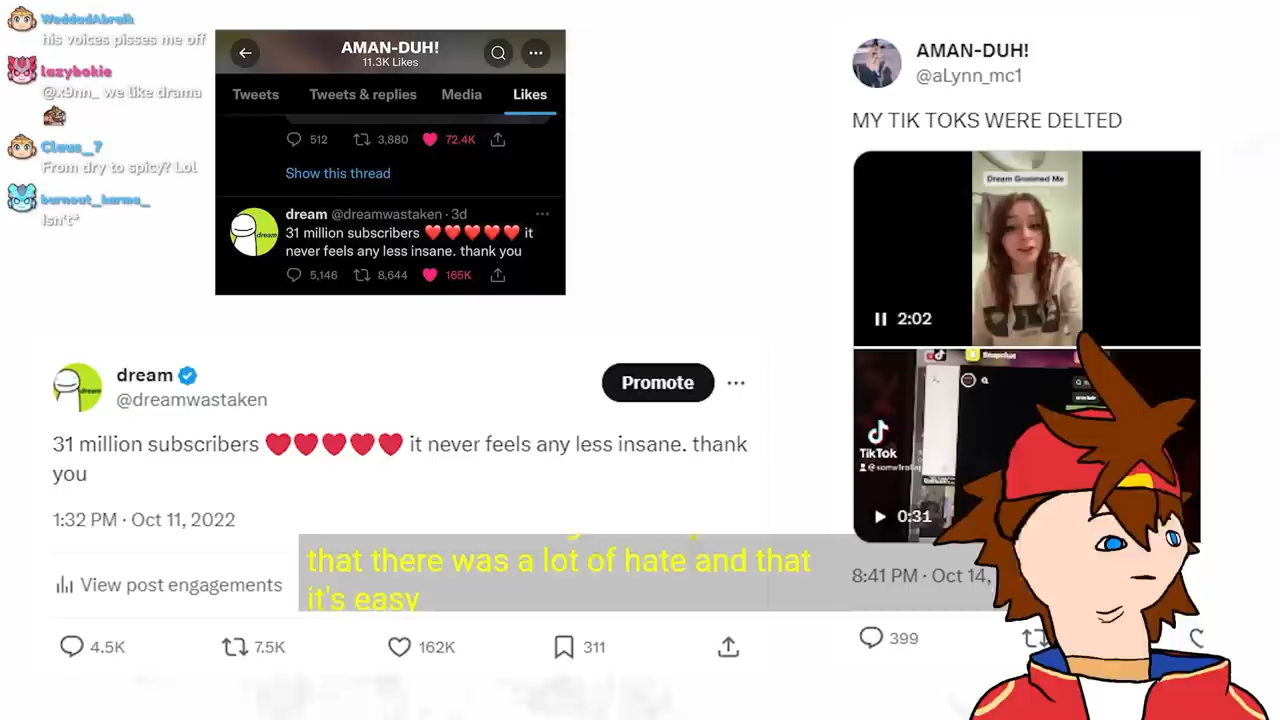 WeddedAbraik
his voices pisses me off
lazybokie
@x9nn_ we like drama
Claus_7
From dry to spicy? Lol
burnout_karma_
Isn't*
AMAN-DUH!
11.3K Likes
Tweets Tweets & replies Media Likes
512 3,880 72.4K
Show this thread
dream @dreamwastaken · 3d
31 million subscribers ❤️❤️❤️❤️❤️ it
never feels any less insane. thank you
5,146 8,644 165K
dream
@dreamwastaken
Promote
31 million subscribers ❤️❤️❤️❤️❤️ it never feels any less insane. thank
you
1:32 PM · Oct 11, 2022
View post engagements
4.5K 7.5K 162K 311
AMAN-DUH!
@aLynn_mc1
MY TIK TOKS WERE DELTED
Dream Groomed Me
2:02
TikTok
0:31
8:41 PM · Oct 14,
399
that there was a lot of hate and that
it's easy